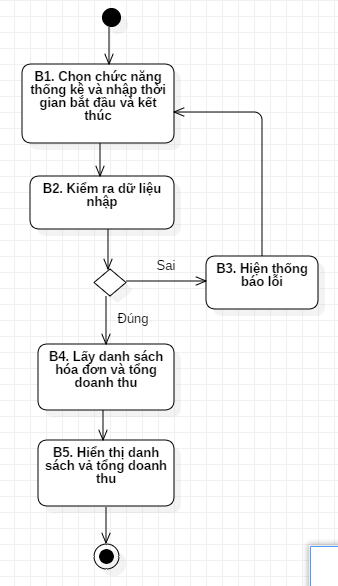 B1. Chọn chức năng
thống kê và nhập thời
gian bắt đầu và kết
thúc
B2. Kiểm ra dữ liệu
nhập
Sai
B3. Hiện thống
báo lỗi
Đúng
B4. Lấy danh sách
hóa đơn và tổng
doanh thu
B5. Hiển thị danh
sách và tổng doanh
thu